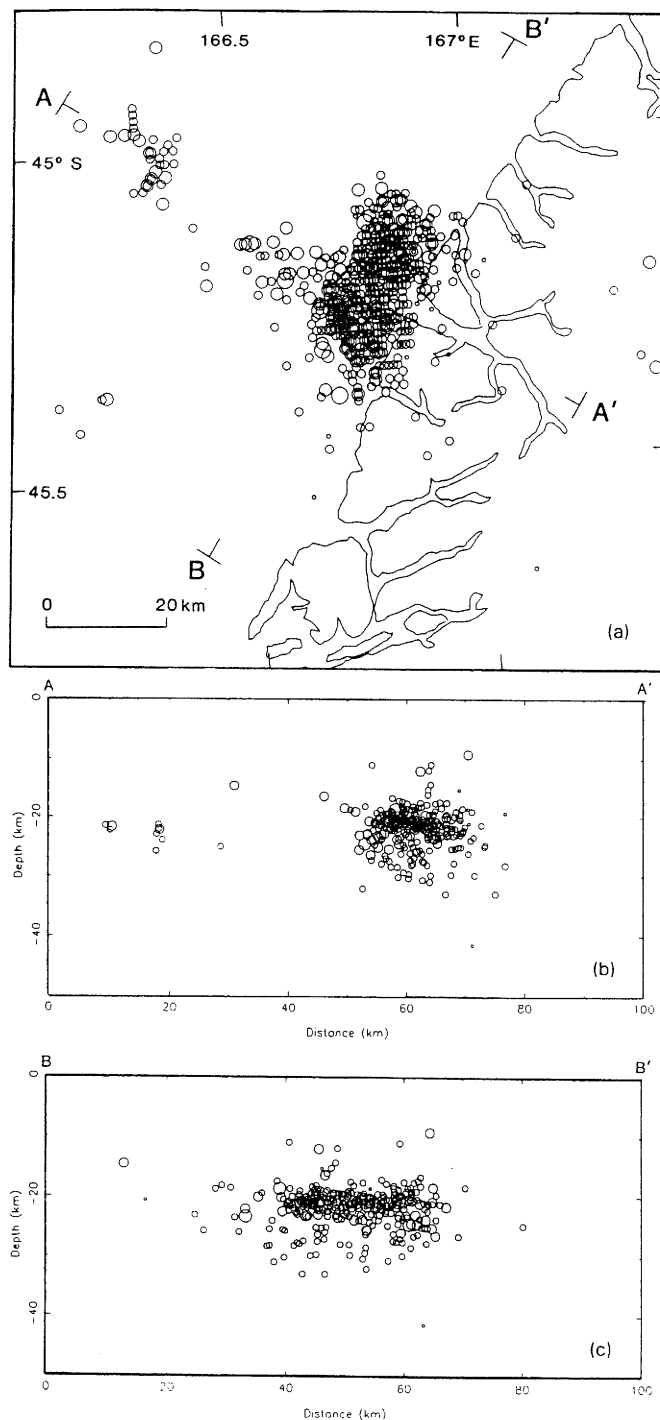 166.5 167°E B'
A
45° S
A'
45.5
B
0 20 km (a)
A A'
0
-20
-40
Depth (km)
(b)
0 20 40 60 80 100
Distance (km)
B B'
0
-20
-40
Depth (km)
(c)
0 20 40 60 80 100
Distance (km)